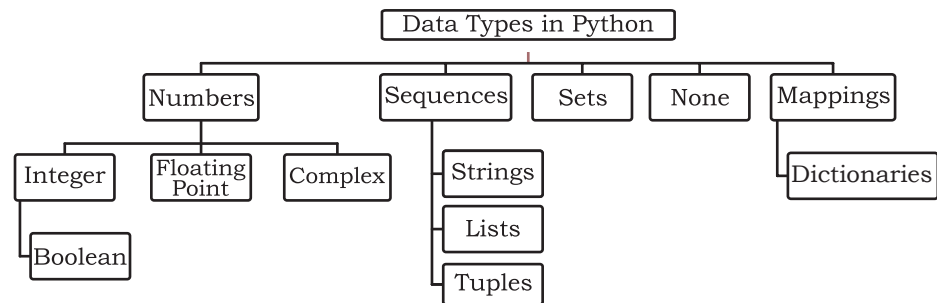 Data Types in Python
Numbers
Sequences
Sets
None
Mappings
Integer
Floating
Point
Complex
Strings
Dictionaries
Lists
Boolean
Tuples